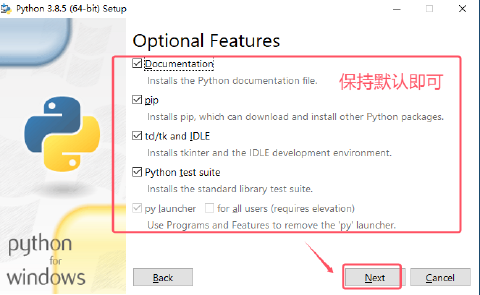 Python 3.8.5 (64-bit) Setup
Optional Features
Documentation
Installs the Python documentation file.
保持默认即可
pip
Installs pip, which can download and install other Python packages.
td/tk and IDLE
Installs tkinter and the IDLE development environment.
Python test suite
Installs the standard library test suite.
py launcher for all users (requires elevation)
Use Programs and Features to remove the 'py' launcher.
python
for
windows
Back Next Cancel